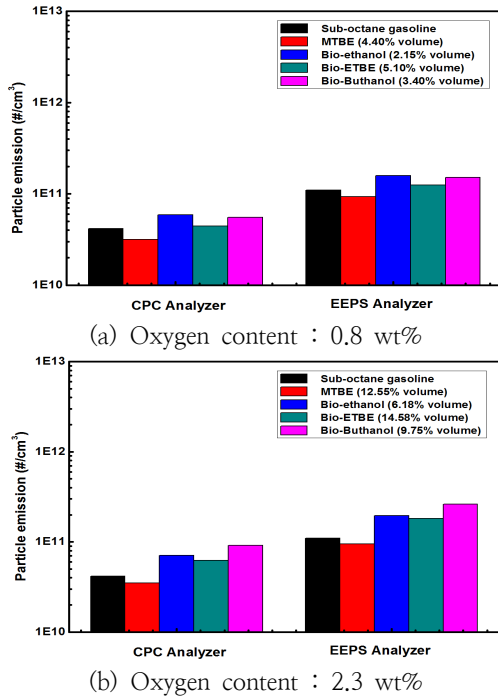 1E13
1E12
1E11
1E10
Particle emission (#/cm³)
Sub-octane gasoline
MTBE (4.40% volume)
Bio-ethanol (2.15% volume)
Bio-ETBE (5.10% volume)
Bio-Buthanol (3.40% volume)
CPC Analyzer
EEPS Analyzer
(a) Oxygen content : 0.8 wt%
1E13
1E12
1E11
1E10
Particle emission (#/cm³)
Sub-octane gasoline
MTBE (12.55% volume)
Bio-ethanol (6.18% volume)
Bio-ETBE (14.58% volume)
Bio-Buthanol (9.75% volume)
CPC Analyzer
EEPS Analyzer
(b) Oxygen content : 2.3 wt%